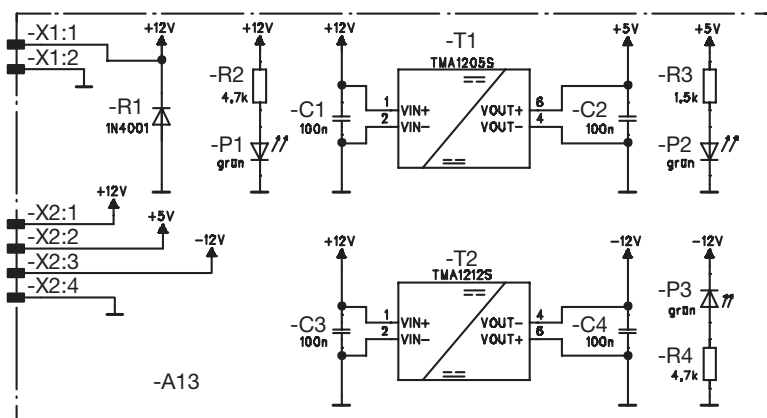 -X1:1
-X1:2
+12V
-R1
1N4001
+12V
-R2
4,7k
-P1
grün
+12V
-C1
100n
-T1
TMA1205S
1
2
VIN+
VIN-
VOUT+
VOUT-
6
4
+5V
-C2
100n
+5V
-R3
1,5k
-P2
grün
-X2:1
-X2:2
-X2:3
-X2:4
+12V
+5V
-12V
+12V
-C3
100n
-T2
TMA1212S
1
2
VIN+
VIN-
VOUT-
VOUT+
4
6
-12V
-C4
100n
-12V
-P3
grün
-R4
4,7k
-A13